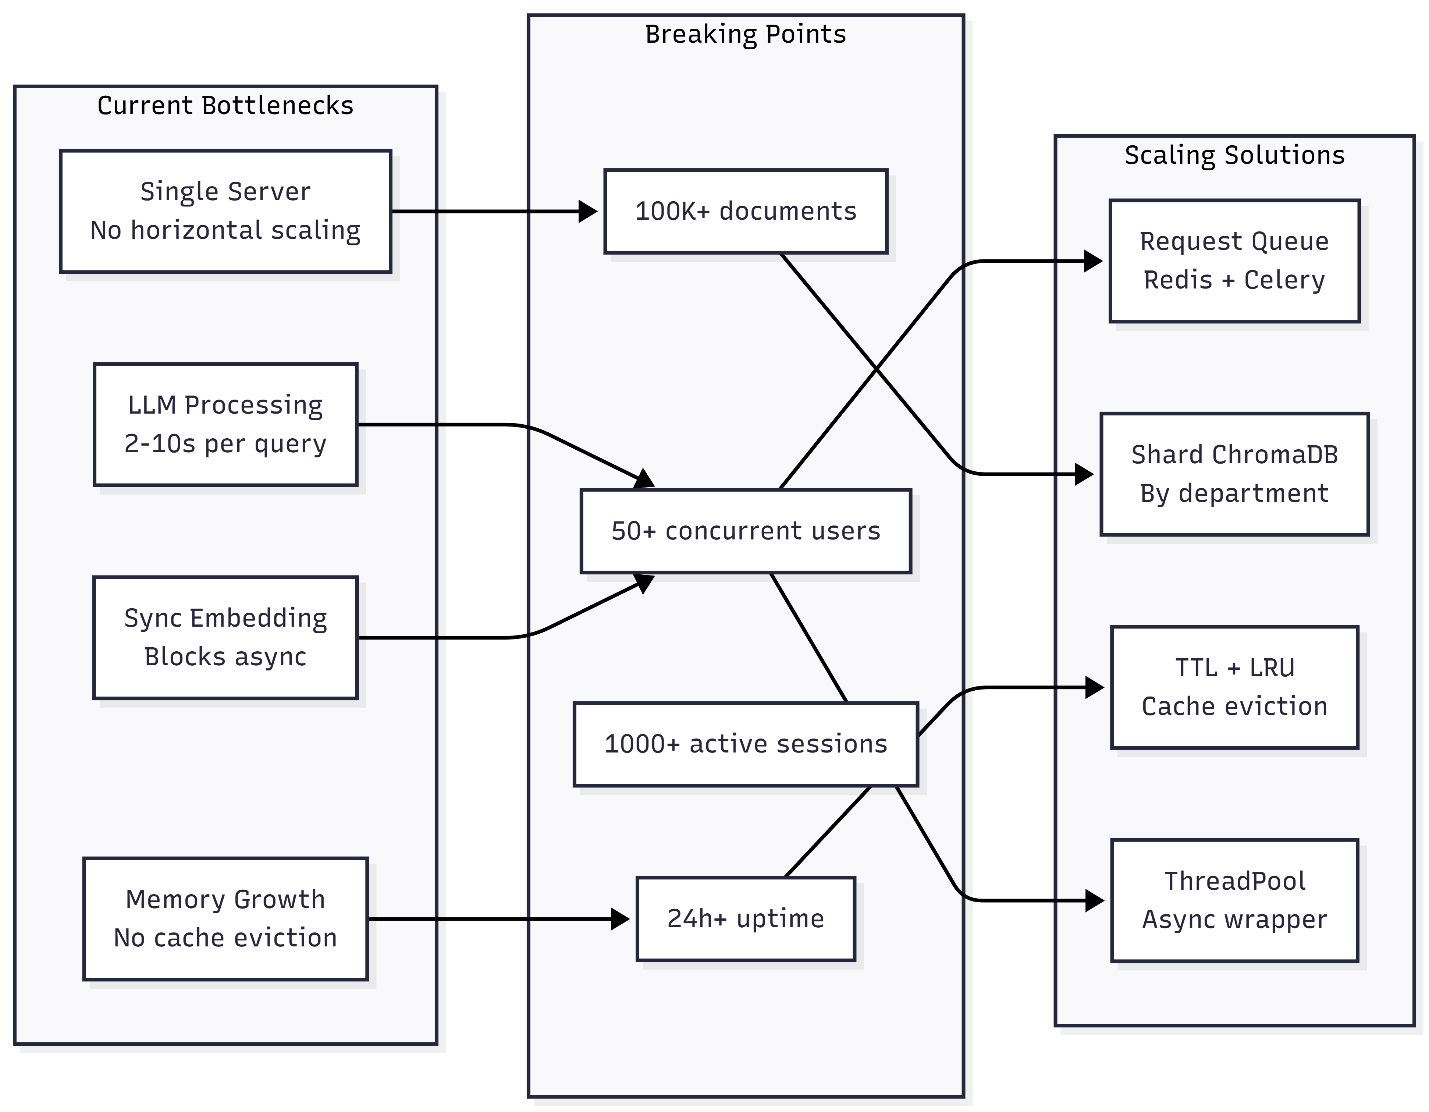 Current Bottlenecks
Single Server
No horizontal scaling
LLM Processing
2-10s per query
Sync Embedding
Blocks async
Memory Growth
No cache eviction
Breaking Points
100K+ documents
50+ concurrent users
1000+ active sessions
24h+ uptime
Scaling Solutions
Request Queue
Redis + Celery
Shard ChromaDB
By department
TTL + LRU
Cache eviction
ThreadPool
Async wrapper